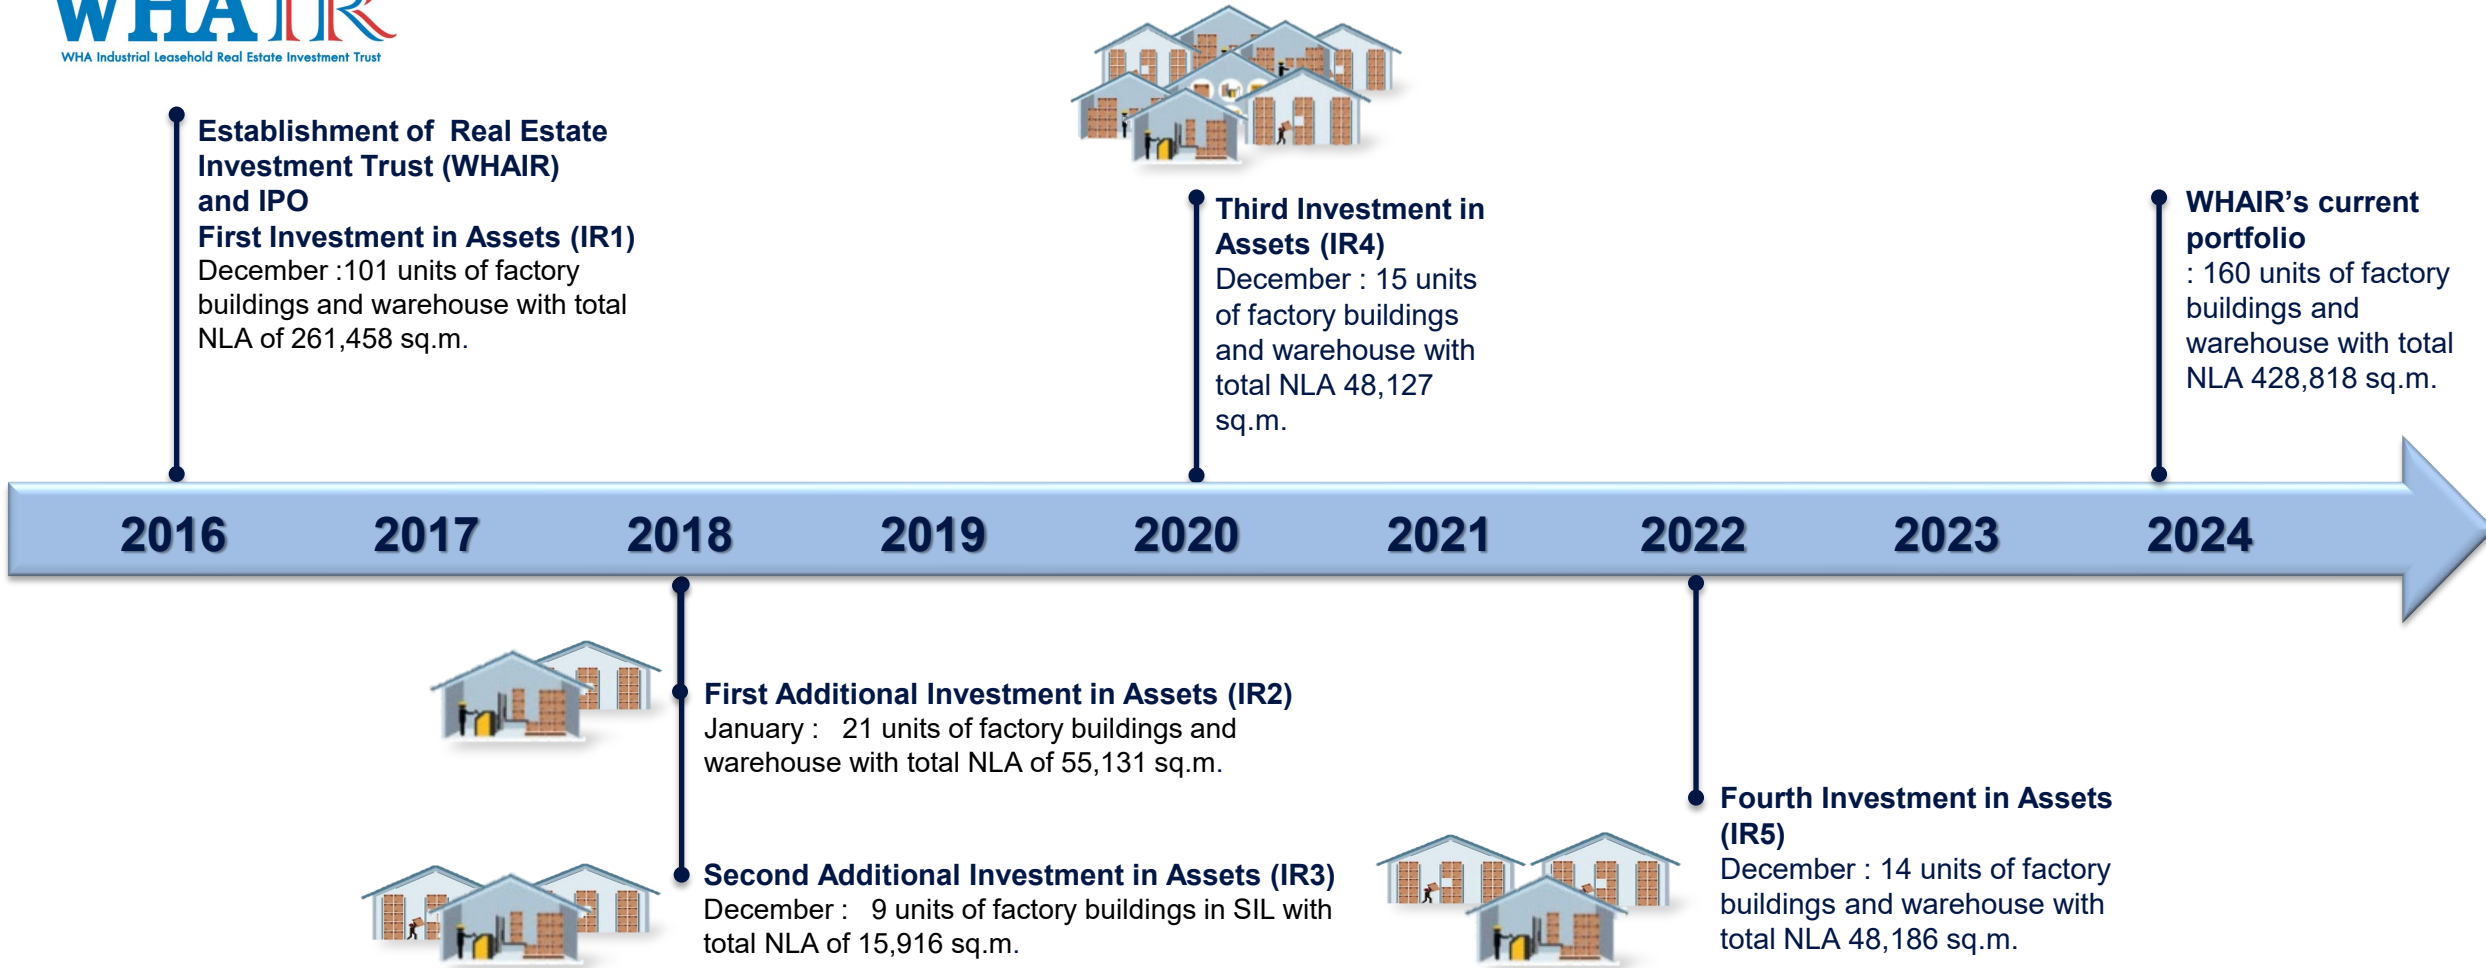 WHAIR
WHA Industrial Leasehold Real Estate Investment Trust
Establishment of Real Estate
Investment Trust (WHAIR)
and IPO
First Investment in Assets (IR1)
December :101 units of factory
buildings and warehouse with total
NLA of 261,458 sq.m.
Third Investment in
Assets (IR4)
December : 15 units
of factory buildings
and warehouse with
total NLA 48,127
sq.m.
WHAIR’s current
portfolio
: 160 units of factory
buildings and
warehouse with total
NLA 428,818 sq.m.
2016 2017 2018 2019 2020 2021 2022 2023 2024
First Additional Investment in Assets (IR2)
January : 21 units of factory buildings and
warehouse with total NLA of 55,131 sq.m.
Second Additional Investment in Assets (IR3)
December : 9 units of factory buildings in SIL with
total NLA of 15,916 sq.m.
Fourth Investment in Assets
(IR5)
December : 14 units of factory
buildings and warehouse with
total NLA 48,186 sq.m.